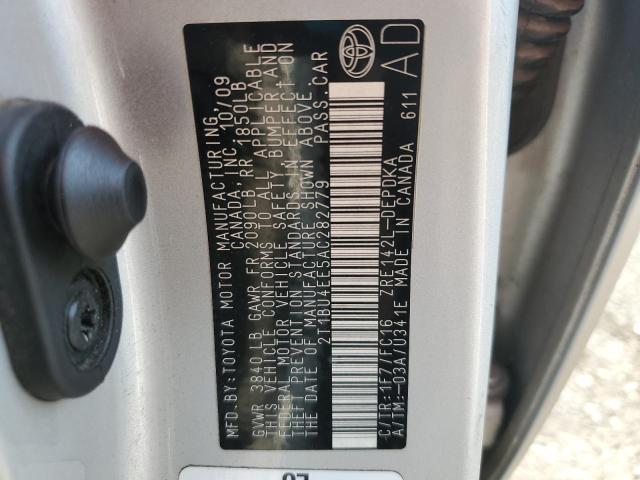 MFD. BY: TOYOTA MOTOR MANUFACTURING,
CANADA, INC. 10/09
GVWR 3840 LB GAWR FR 2090LB, RR 1850LB
THIS VEHICLE CONFORMS TO ALL APPLICABLE
FEDERAL MOTOR VEHICLE SAFETY, BUMPER AND
THEFT PREVENTION STANDARDS IN EFFECT ON
THE DATE OF MANUFACTURE SHOWN ABOVE.
2T1BU4EE5AC282779 PASS.CAR
C/TR:1F7/FC16 ZRE142L-DEPDKA
A/TM:-03A/U341E MADE IN CANADA 611
AD